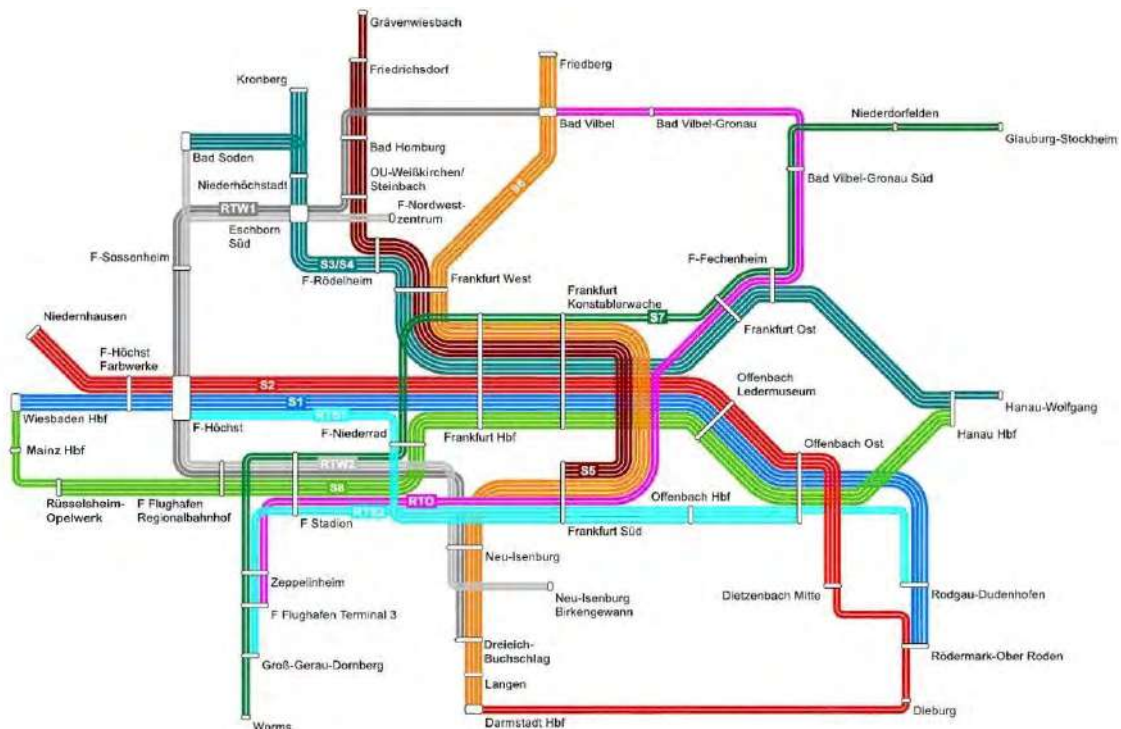 Grävenwiesbach
Friedrichsdorf
Friedberg
Kronberg
Bad Vilbel
Bad Vilbel-Gronau
Niederdorfelden
Glauburg-Stockheim
Bad Homburg
Bad Soden
OU-Weißkirchen/
Steinbach
Bad Vilbel-Gronau Süd
Niederhöchstadt
S6
RTW1
F-Nordwest-
zentrum
Eschborn
Süd
F-Sossenheim
S3/S4
F-Rödelheim
Frankfurt West
F-Fechenheim
Frankfurt
Konstablerwache
S7
Frankfurt Ost
Niedernhausen
F-Höchst
Farbwerke
S2
Offenbach
Ledermuseum
S1
Wiesbaden Hbf
F-Höchst
F-Niederrad
Frankfurt Hbf
Hanau-Wolfgang
Hanau Hbf
Offenbach Ost
Mainz Hbf
RTW2
S5
S8
Rüsselsheim-
Opelwerk
F Flughafen
Regionalbahnhof
RTO
Offenbach Hbf
F Stadion
Frankfurt Süd
Neu-Isenburg
Zeppelinheim
Neu-Isenburg
Birkengewann
Dietzenbach Mitte
Rodgau-Dudenhofen
F Flughafen Terminal 3
Dreieich-
Buchschlag
Rödermark-Ober Roden
Groß-Gerau-Dornberg
Langen
Dieburg
Darmstadt Hbf
Worms